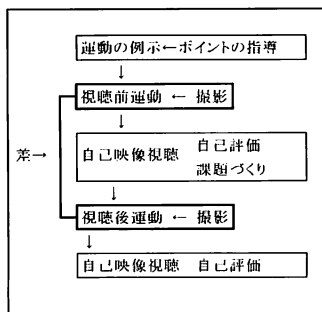 運動の例示←ポイントの指導
↓
視聴前運動 ← 撮影
↓
差→
自己映像視聴 自己評価
課題づくり
↓
視聴後運動 ← 撮影
↓
自己映像視聴 自己評価